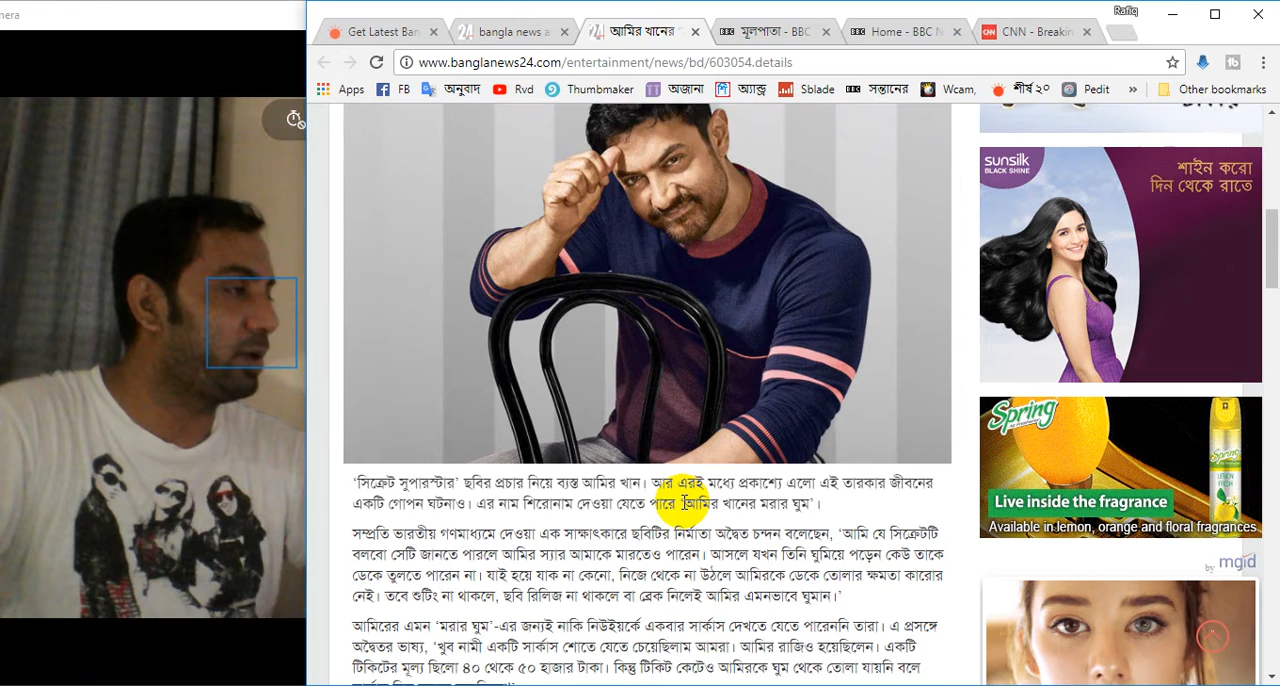 nera
Rafiq
Get Latest Ban
bangla news a
আমির খানের '
মূলপাতা - BBC
Home - BBC N
CNN - Breakin
www.banglanews24.com/entertainment/news/bd/603054.details
Apps
FB
অনুবাদ
Rvd
Thumbmaker
অজানা
অ্যান্ড্র
Sblade
সন্তানের
Wcam,
শীর্ষ ২০
Pedit
»
Other bookmarks
sunsilk
BLACK SHINE
শাইন করো
দিন থেকে রাতে
Spring
Live inside the fragrance
Available in lemon, orange and floral fragrances
by mgid
'সিক্রেট সুপারস্টার' ছবির প্রচার নিয়ে ব্যস্ত আমির খান। আর এরই মধ্যে প্রকাশ্যে এলো এই তারকার জীবনের
একটি গোপন ঘটনাও। এর নাম শিরোনাম দেওয়া যেতে পারে 'আমির খানের মরার ঘুম'।
সম্প্রতি ভারতীয় গণমাধ্যমে দেওয়া এক সাক্ষাৎকারে ছবিটির নির্মাতা অদ্বৈত চন্দন বলেছেন, 'আমি যে সিক্রেটটি
বলবো সেটি জানতে পারলে আমির স্যার আমাকে মারতেও পারেন। আসলে যখন তিনি ঘুমিয়ে পড়েন কেউ তাকে
ডেকে তুলতে পারেন না। যাই হয়ে যাক না কেনো, নিজে থেকে না উঠলে আমিরকে ডেকে তোলার ক্ষমতা কারোর
নেই। তবে শুটিং না থাকলে, ছবি রিলিজ না থাকলে বা ব্রেক নিলেই আমির এমনভাবে ঘুমান।'
আমিরের এমন 'মরার ঘুম'-এর জন্যই নাকি নিউইয়র্কে একবার সার্কাস দেখতে যেতে পারেননি তারা। এ প্রসঙ্গে
অদ্বৈতর ভাষ্য, 'খুব নামী একটি সার্কাস শোতে যেতে চেয়েছিলাম আমরা। আমির রাজিও হয়েছিলেন। একটি
টিকিটের মূল্য ছিলো ৪০ থেকে ৫০ হাজার টাকা। কিন্তু টিকিট কেটেও আমিরকে ঘুম থেকে তোলা যায়নি বলে